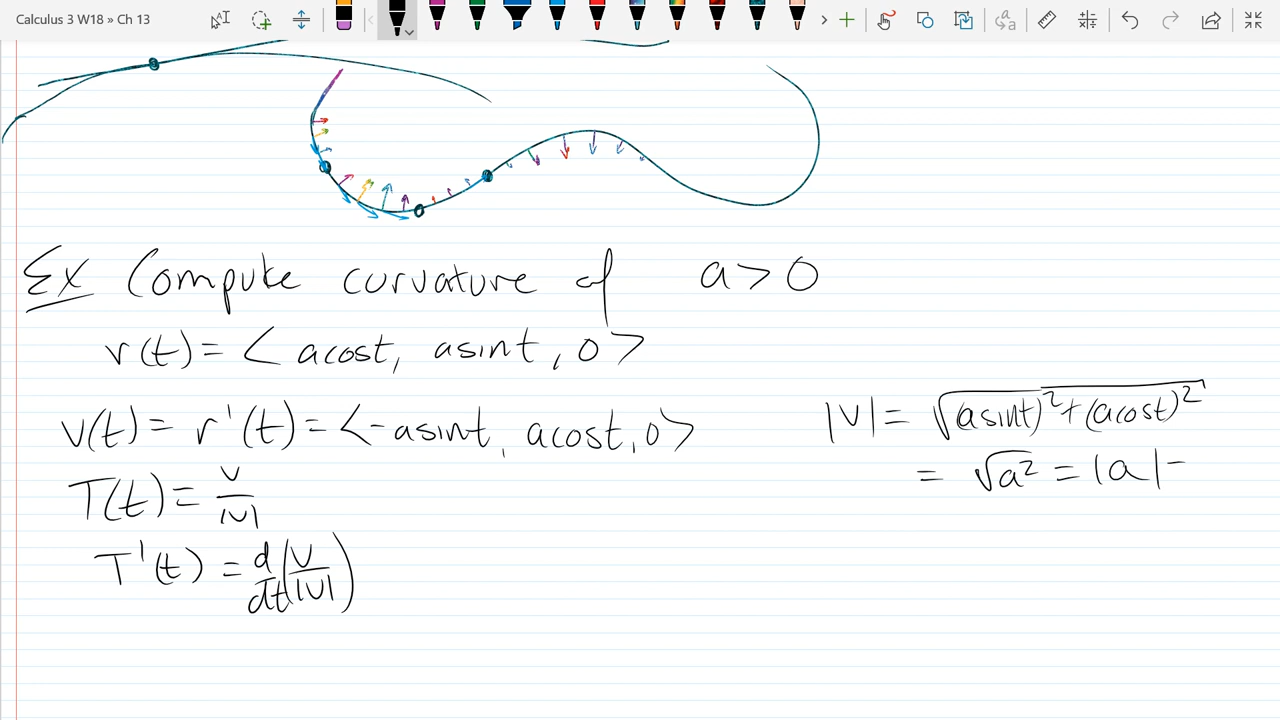 Calculus 3 W18 » Ch 13
Ex Compute curvature of a > 0
r(t) = < acost, asint, 0 >
v(t) = r'(t) = < -asint, acost, 0 >
|V| = √(asint)² + (acost)²
= √a² = |a| -
T(t) = v/|v|
T'(t) = d/dt (v/|v|)